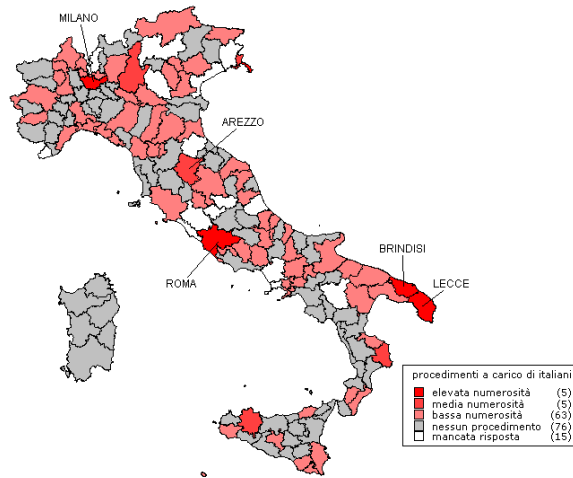 MILANO
AREZZO
BRINDISI
LECCE
ROMA
procedimenti a carico di italiani
elevata numerosità (5)
media numerosità (5)
bassa numerosità (63)
nessun procedimento (76)
mancata risposta (15)